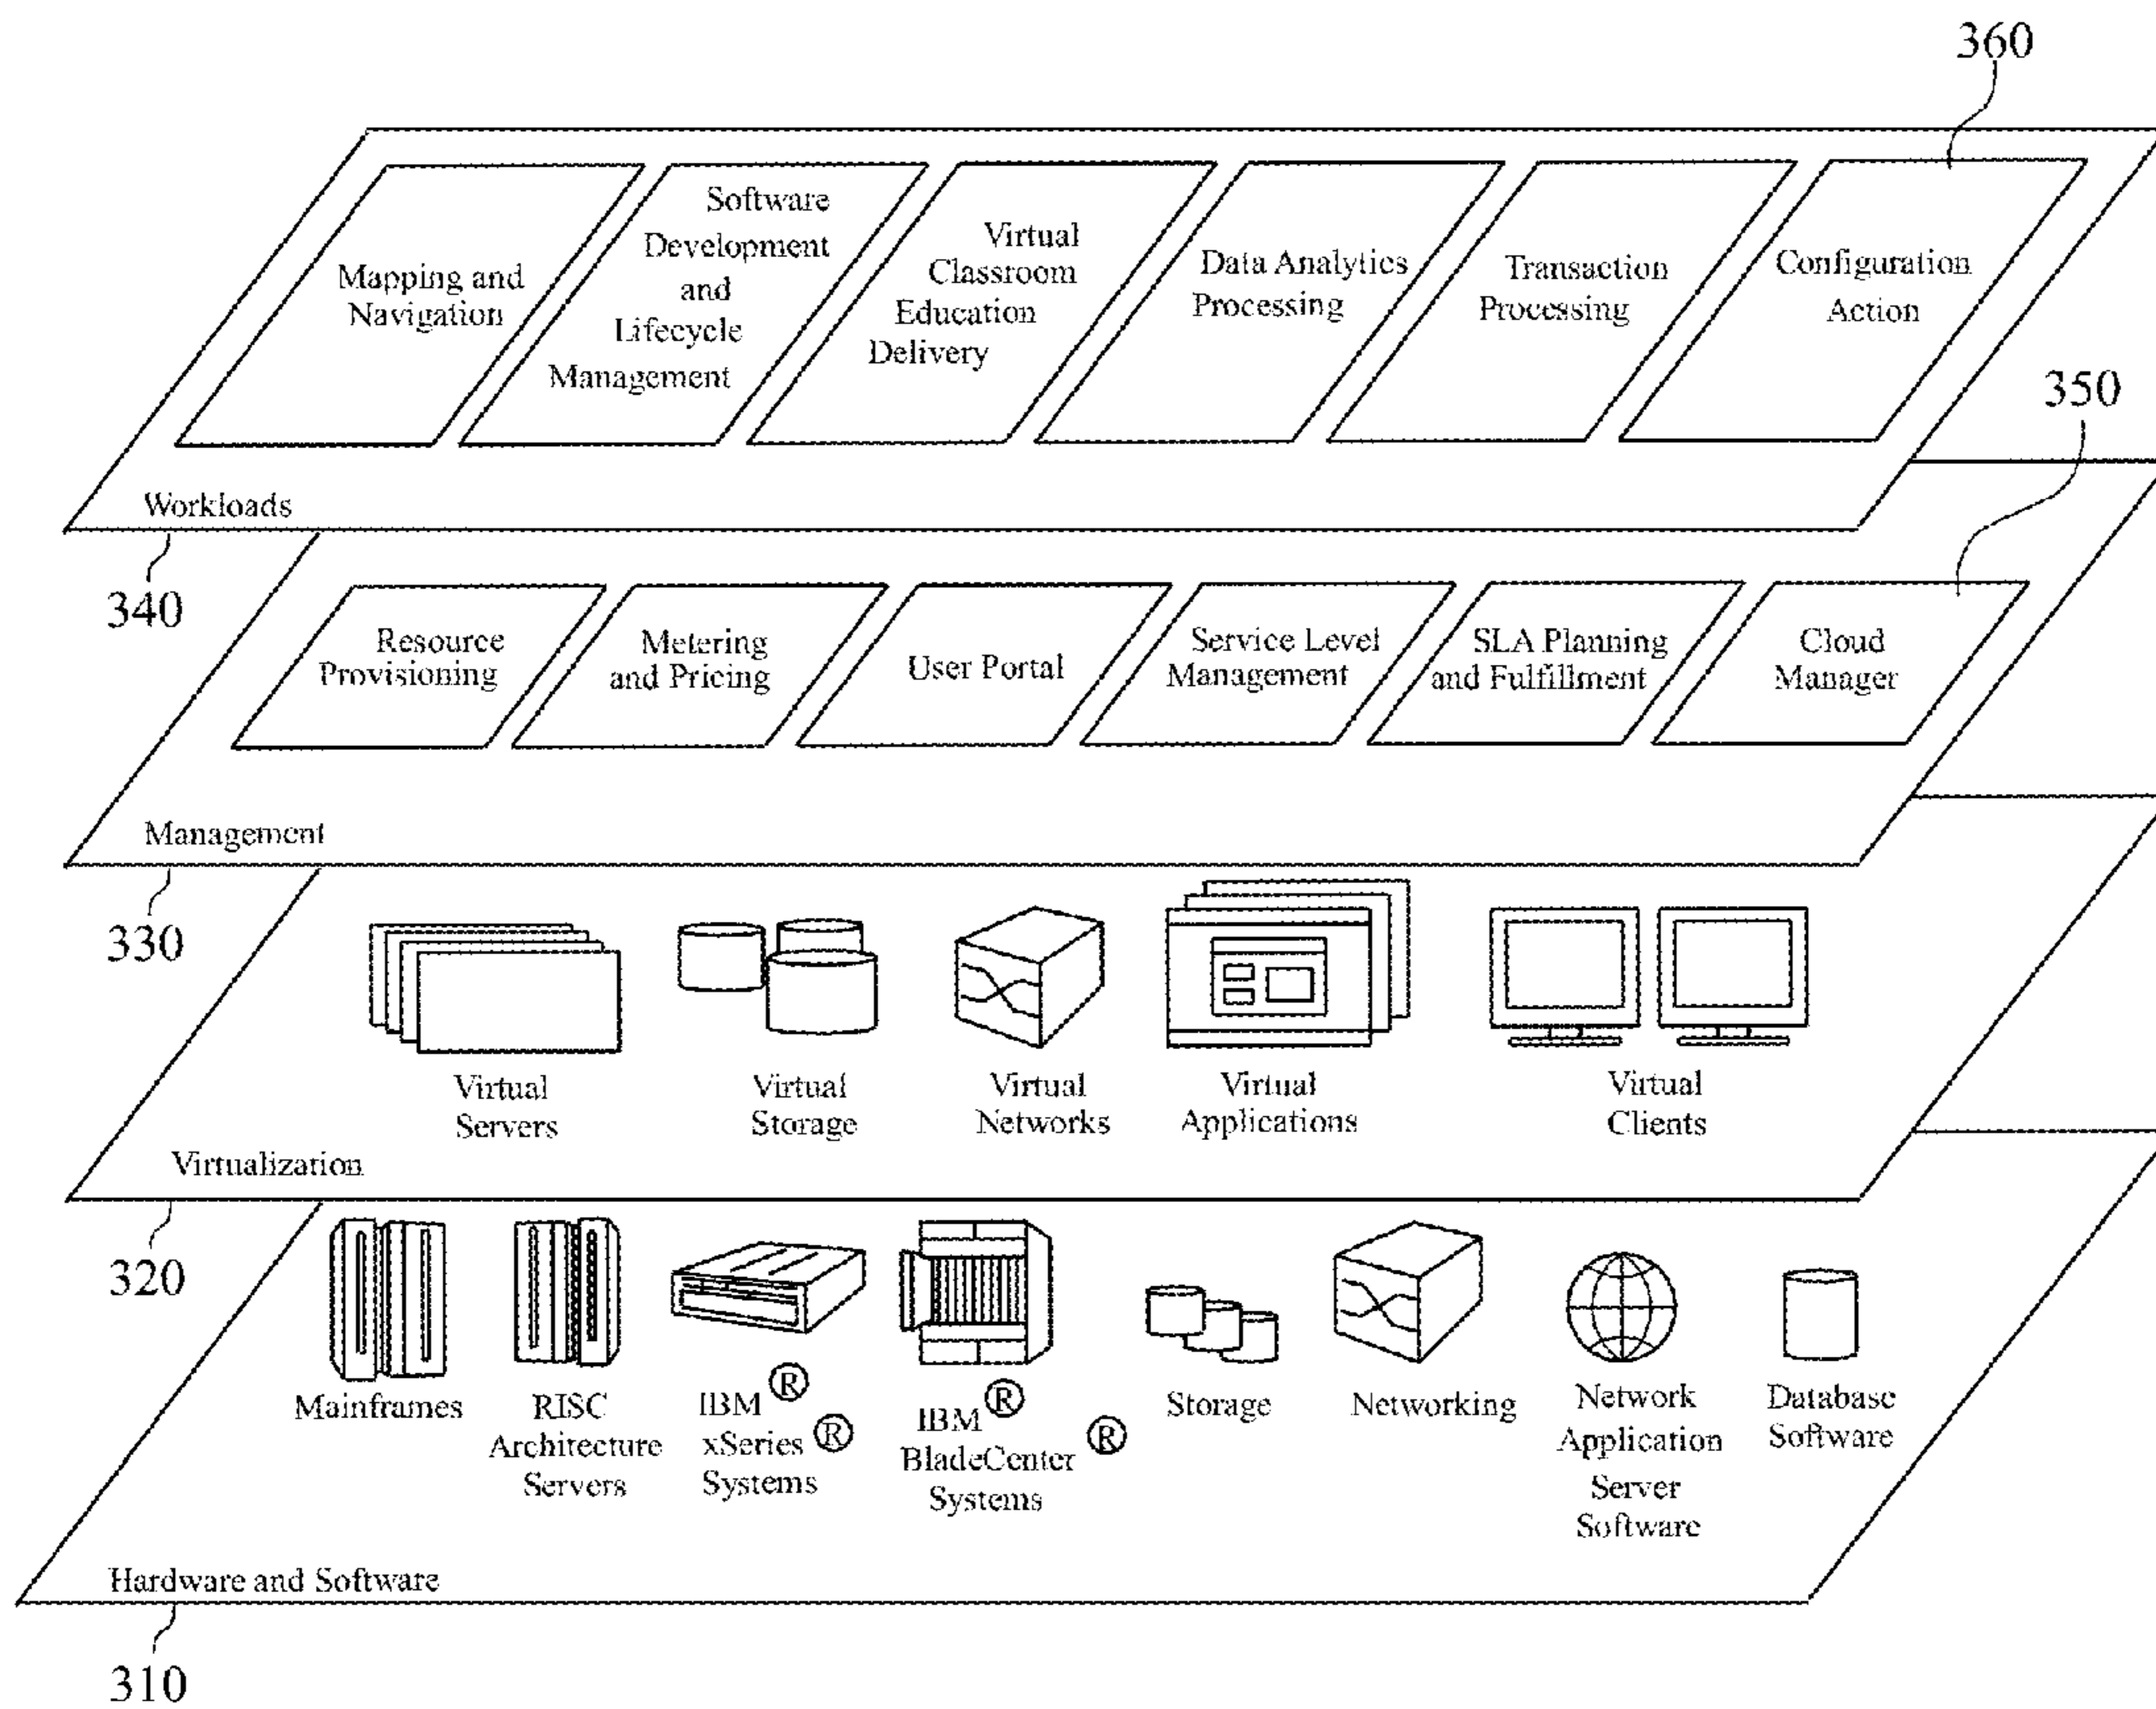 360
Mapping and
Navigation
Software
Development
and
Lifecycle
Management
Virtual
Classroom
Education
Delivery
Data Analytics
Processing
Transaction
Processing
Configuration
Action
350
Workloads
340
Resource
Provisioning
Metering
and Pricing
User Portal
Service Level
Management
SLA Planning
and Fulfillment
Cloud
Manager
Management
330
Virtual
Servers
Virtual
Storage
Virtual
Networks
Virtual
Applications
Virtual
Clients
Virtualization
320
Mainframes
RISC
Architecture
Servers
IBM ®
xSeries ®
Systems
IBM ®
BladeCenter ®
Systems
Storage
Networking
Network
Application
Server
Software
Database
Software
Hardware and Software
310